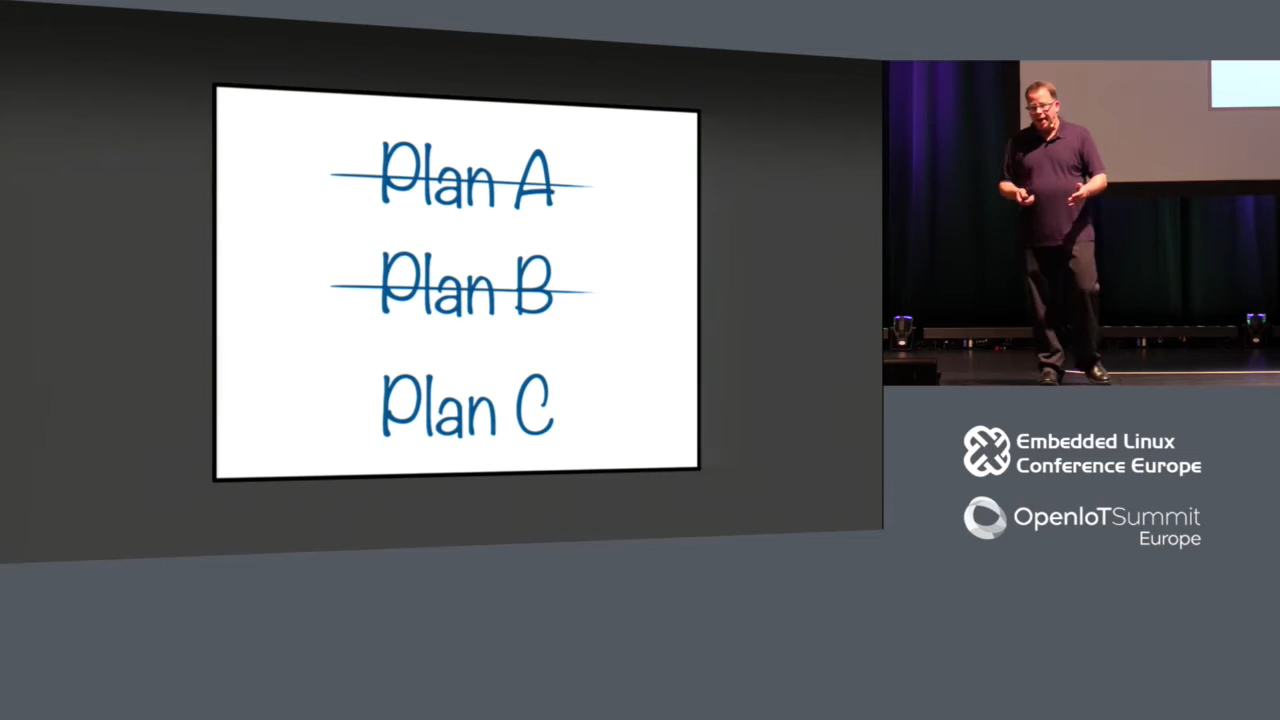 Plan A
Plan B
Plan C
Embedded Linux
Conference Europe
OpenIoTSummit
Europe